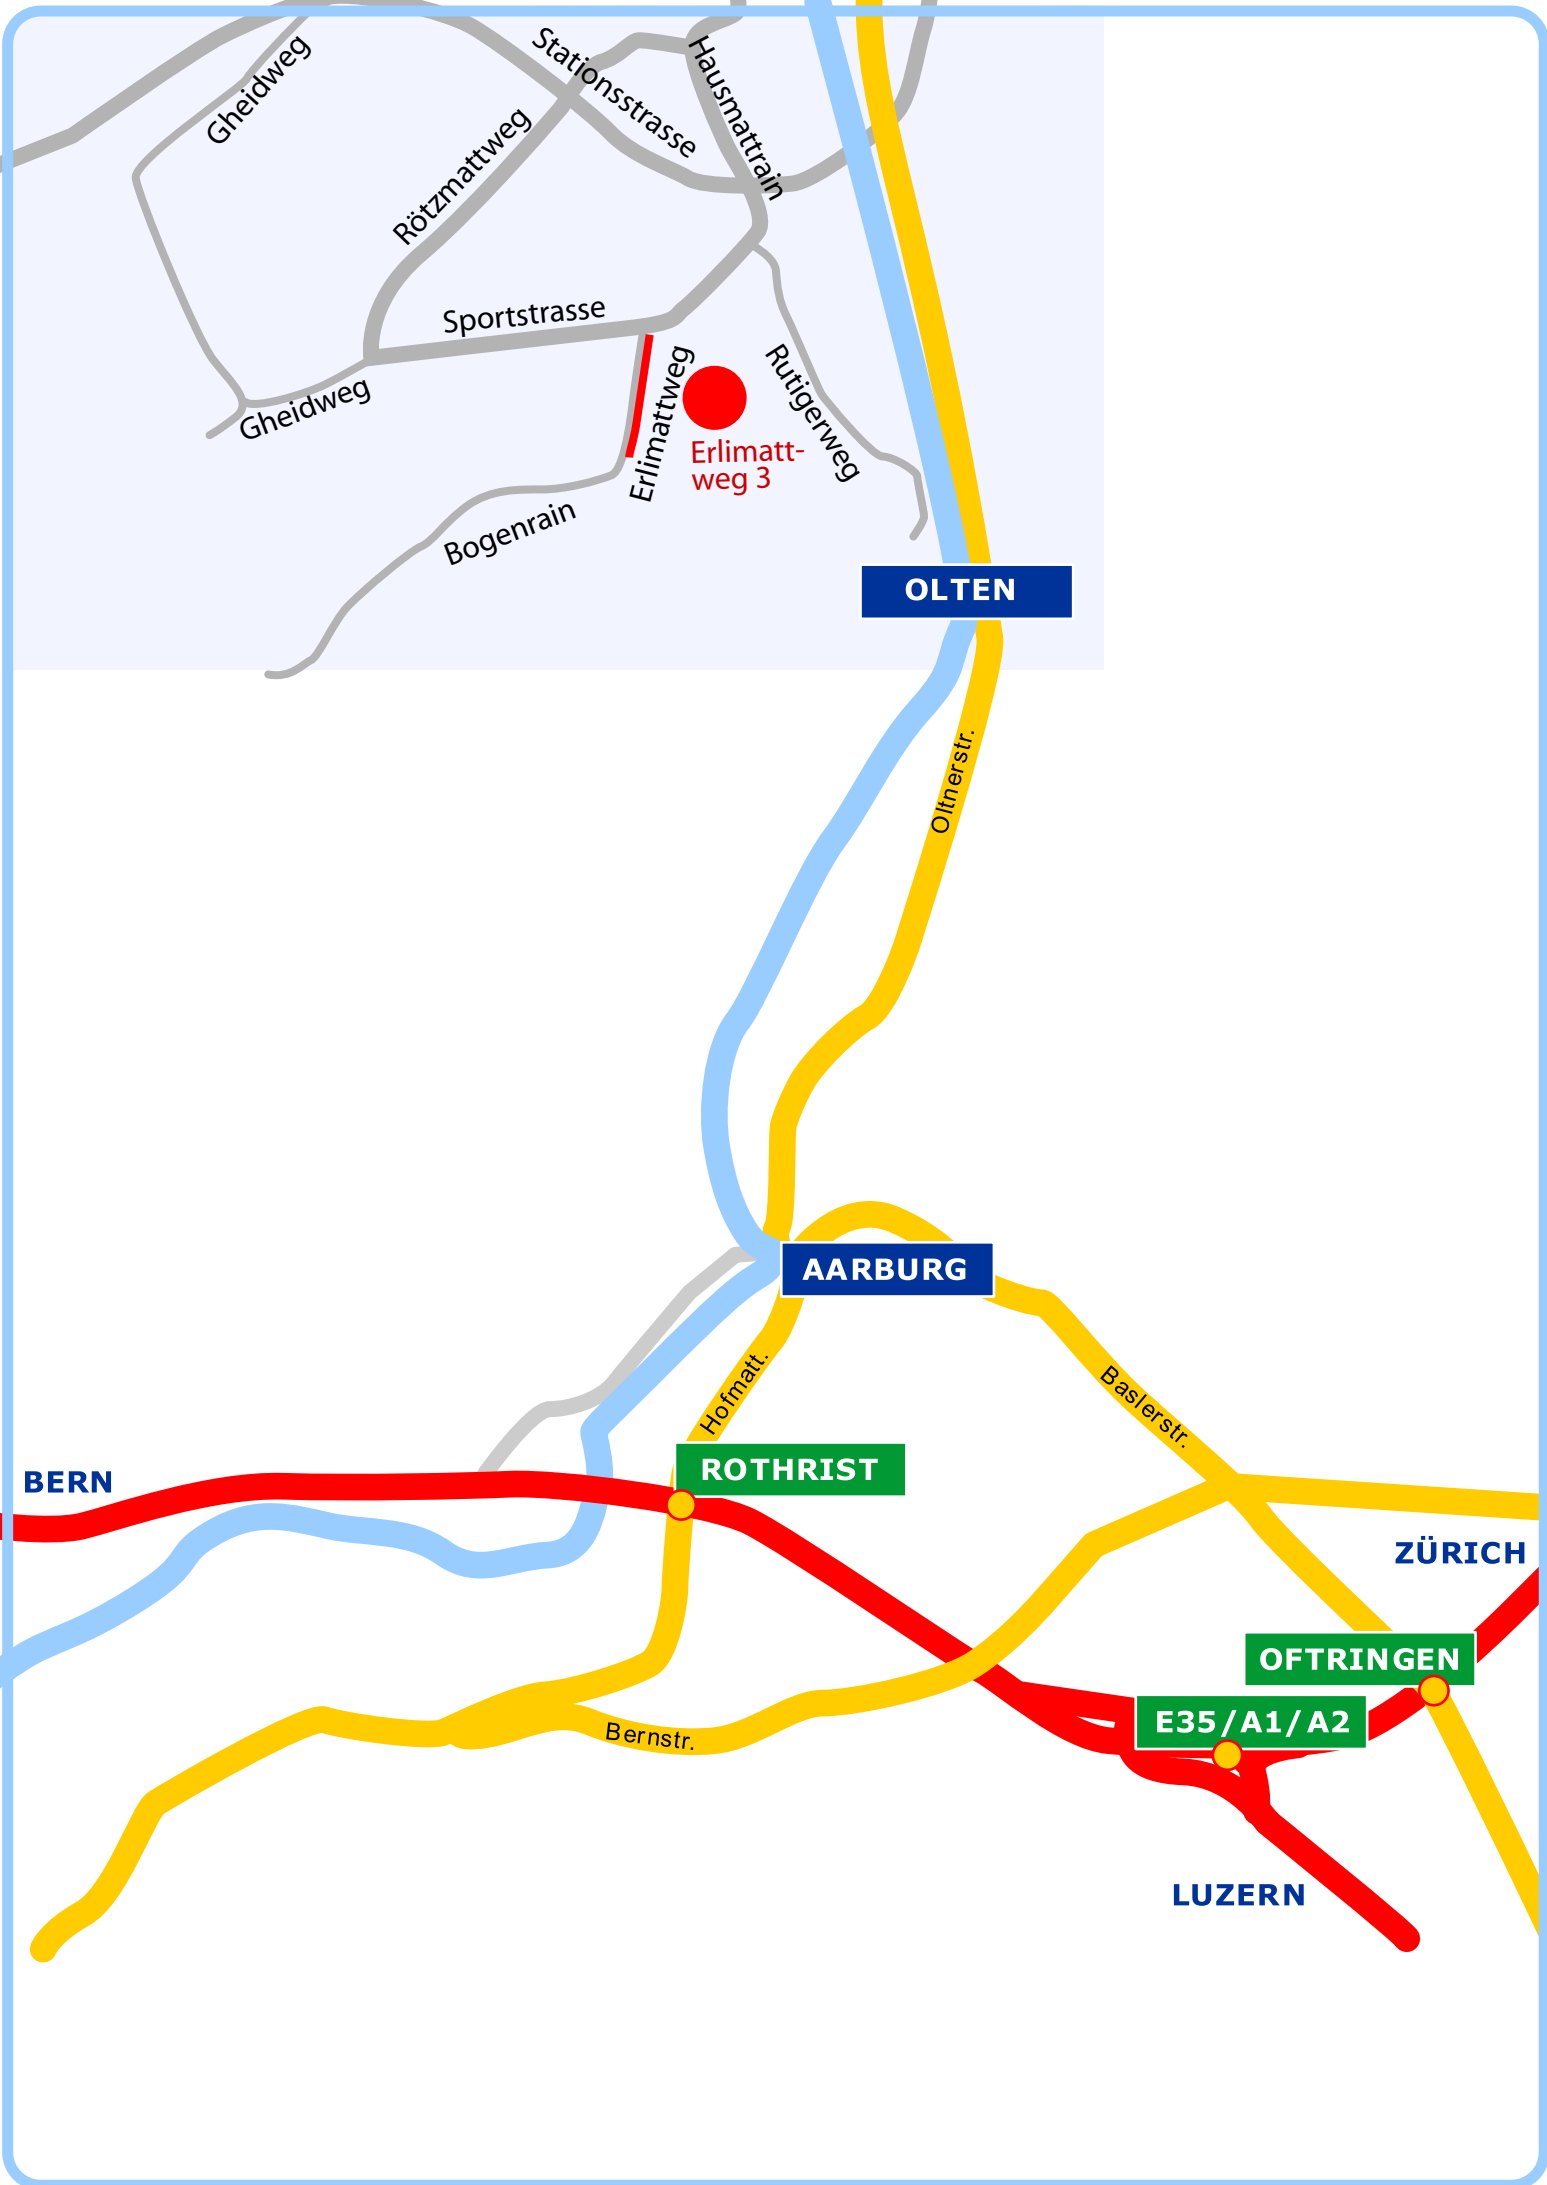 Gheidweg
Stationsstrasse
Hausmattrain
Rötzmattweg
Sportstrasse
Gheidweg
Erlimattweg
Rutigerweg
Erlimatt-
weg 3
Bogenrain
OLTEN
Oltnerstr.
AARBURG
Hofmatt.
Baslerstr.
ROTHRIST
BERN
ZÜRICH
OFTRINGEN
E35/A1/A2
Bernstr.
LUZERN